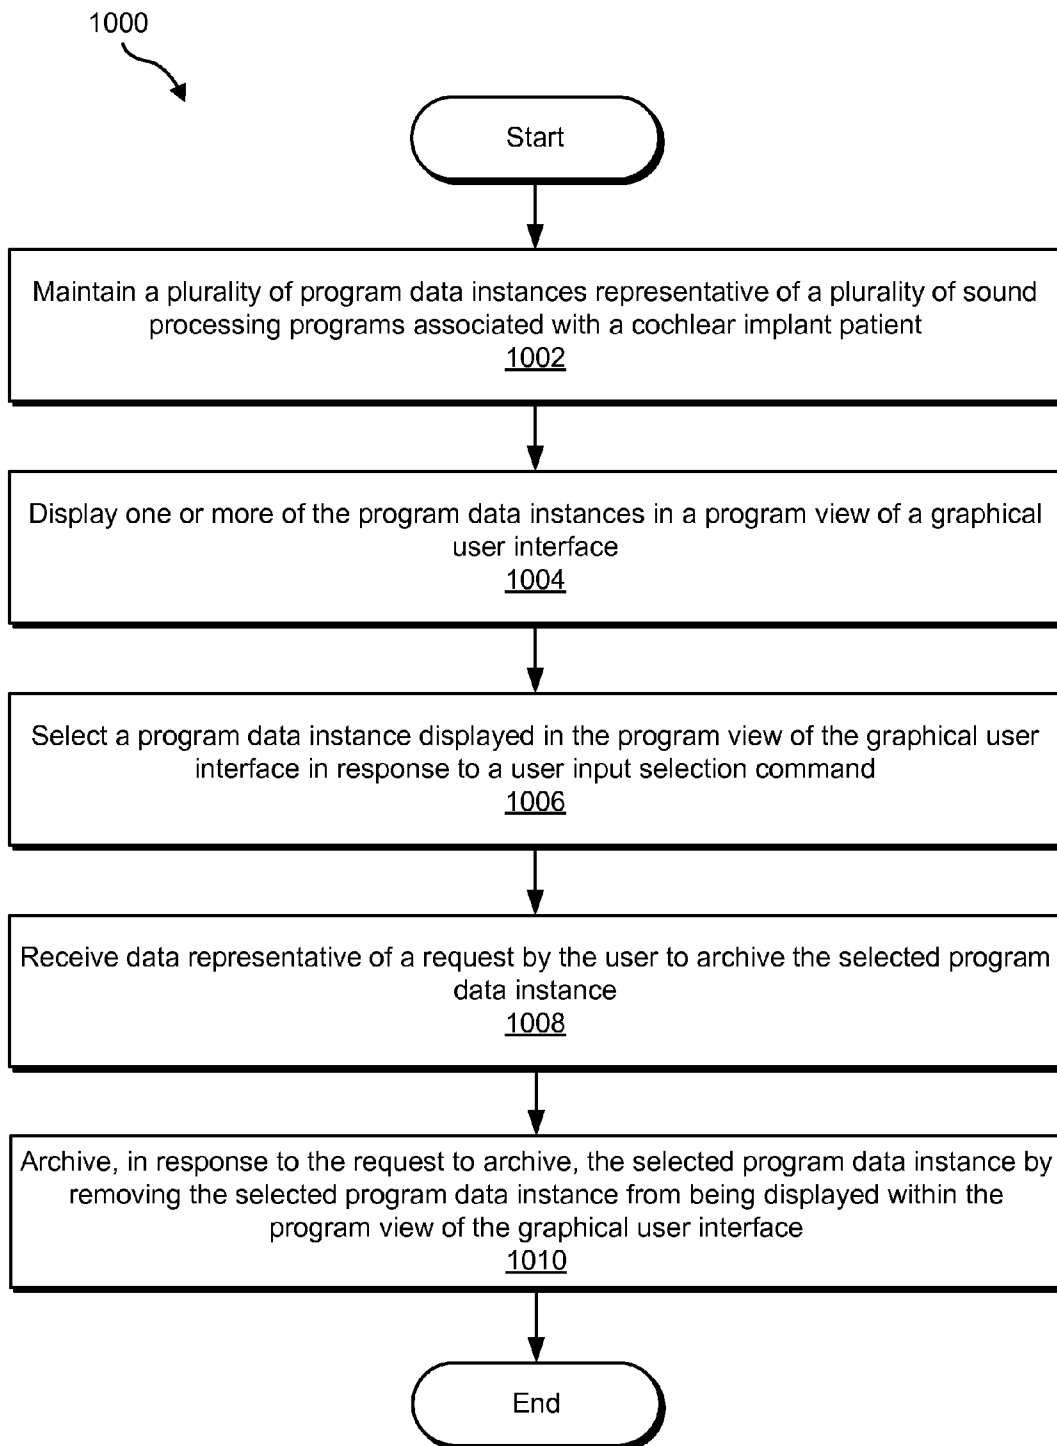 1000
Start
Maintain a plurality of program data instances representative of a plurality of sound
processing programs associated with a cochlear implant patient
1002
Display one or more of the program data instances in a program view of a graphical
user interface
1004
Select a program data instance displayed in the program view of the graphical user
interface in response to a user input selection command
1006
Receive data representative of a request by the user to archive the selected program
data instance
1008
Archive, in response to the request to archive, the selected program data instance by
removing the selected program data instance from being displayed within the
program view of the graphical user interface
1010
End